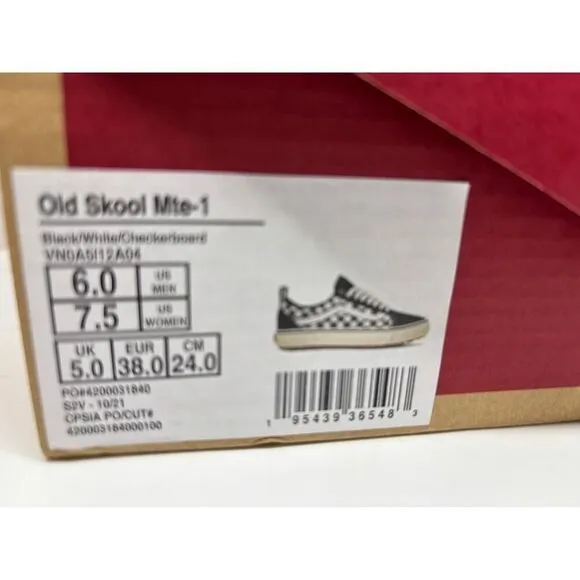 Old Skool Mte-1
Black/White/Checkerboard
VN0A5I12A04
6.0 US MEN
7.5 US WOMEN
UK EUR CM
5.0 38.0 24.0
PO#4200031840
S2V - 10/21
CPSIA PO/CUT#
420003184000100
1 95439 36548 3